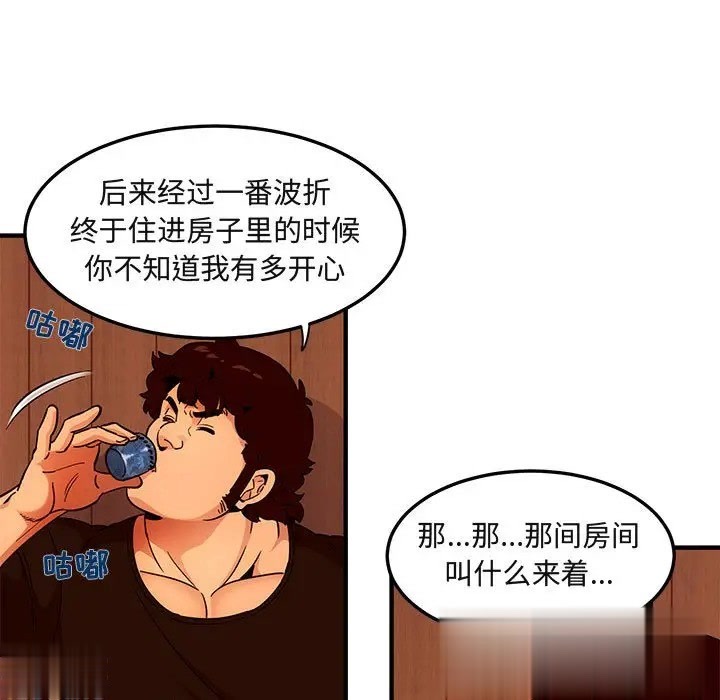 后来经过一番波折
终于住进房子里的时候
你不知道我有多开心
咕嘟
咕嘟
那...那...那间房间
叫什么来着...